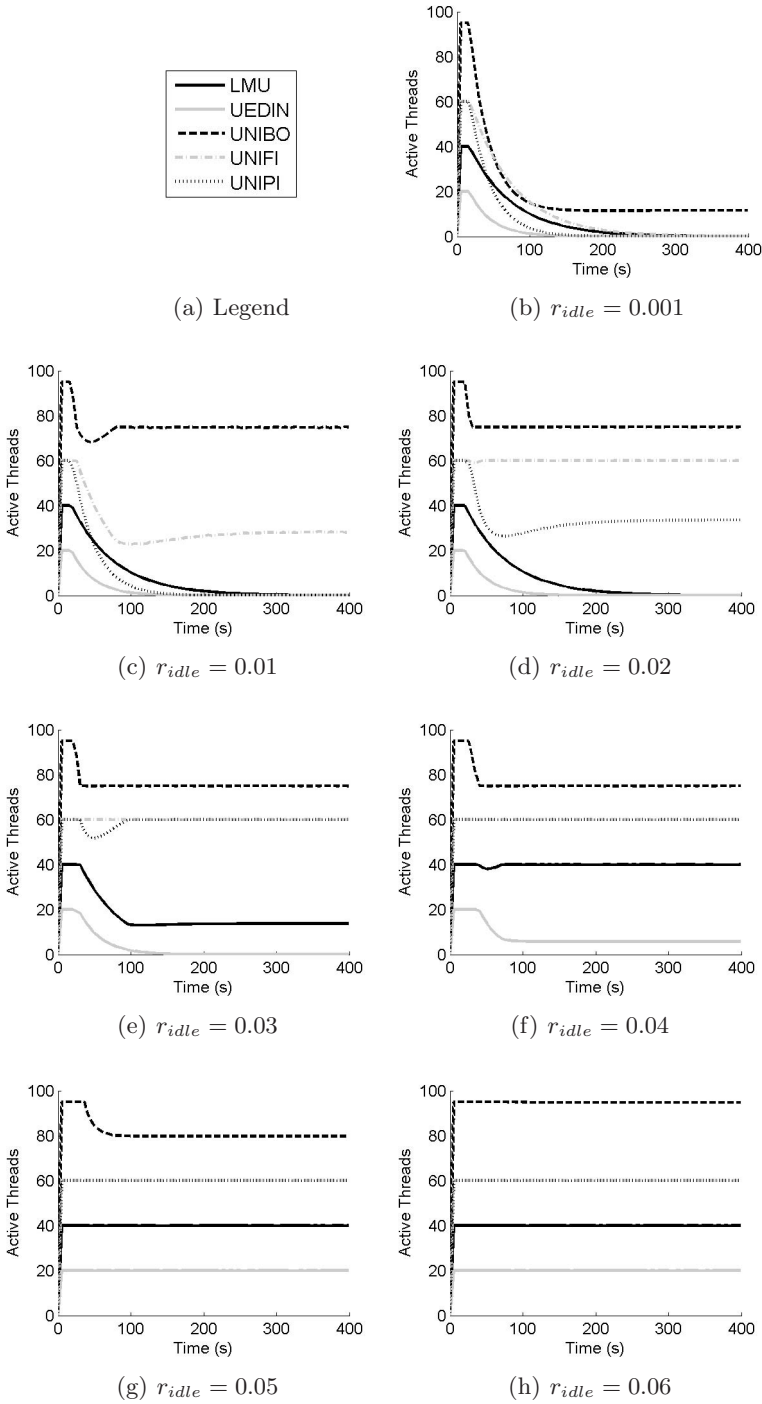 LMU
UEDIN
UNIBO
UNIFI
UNIPI
(a) Legend
Active Threads
100
80
60
40
20
0
0 100 200 300 400
Time (s)
(b) r_idle = 0.001
Active Threads
100
80
60
40
20
0
0 100 200 300 400
Time (s)
(c) r_idle = 0.01
Active Threads
100
80
60
40
20
0
0 100 200 300 400
Time (s)
(d) r_idle = 0.02
Active Threads
100
80
60
40
20
0
0 100 200 300 400
Time (s)
(e) r_idle = 0.03
Active Threads
100
80
60
40
20
0
0 100 200 300 400
Time (s)
(f) r_idle = 0.04
Active Threads
100
80
60
40
20
0
0 100 200 300 400
Time (s)
(g) r_idle = 0.05
Active Threads
100
80
60
40
20
0
0 100 200 300 400
Time (s)
(h) r_idle = 0.06